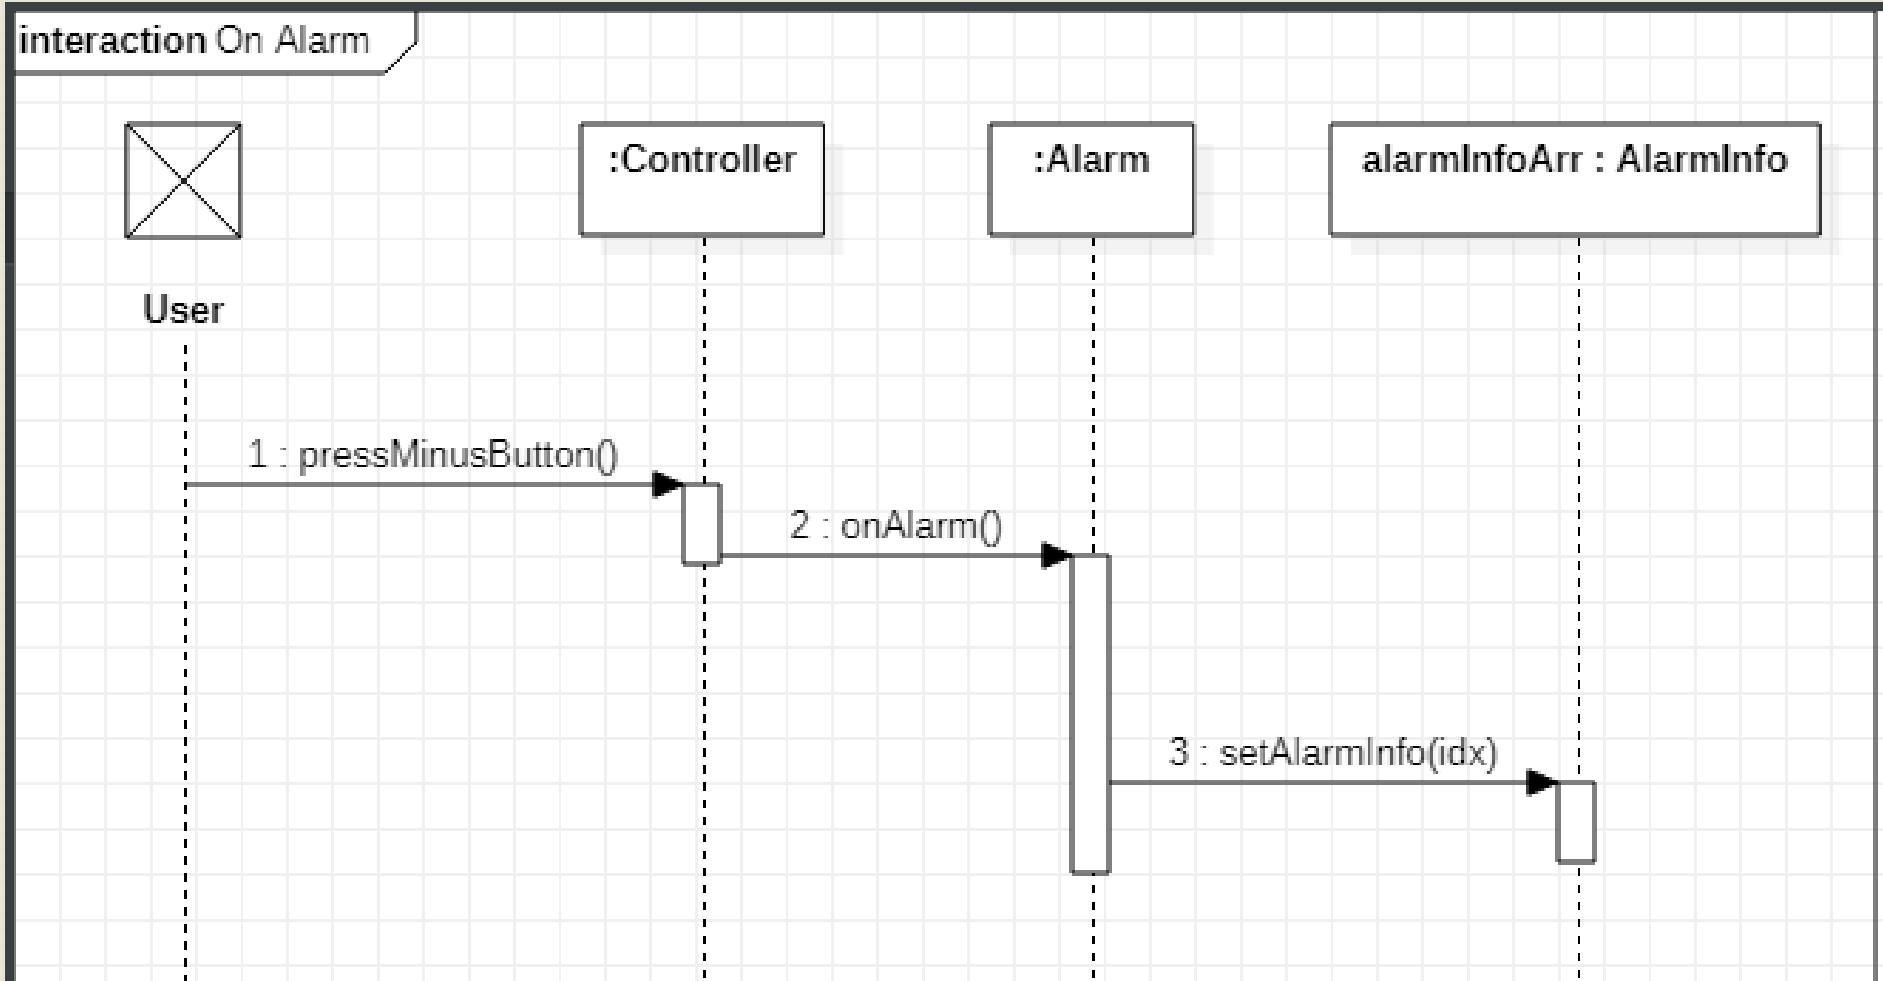 interaction On Alarm
:Controller
:Alarm
alarmInfoArr : AlarmInfo
User
1 : pressMinusButton()
2 : onAlarm()
3 : setAlarmInfo(idx)